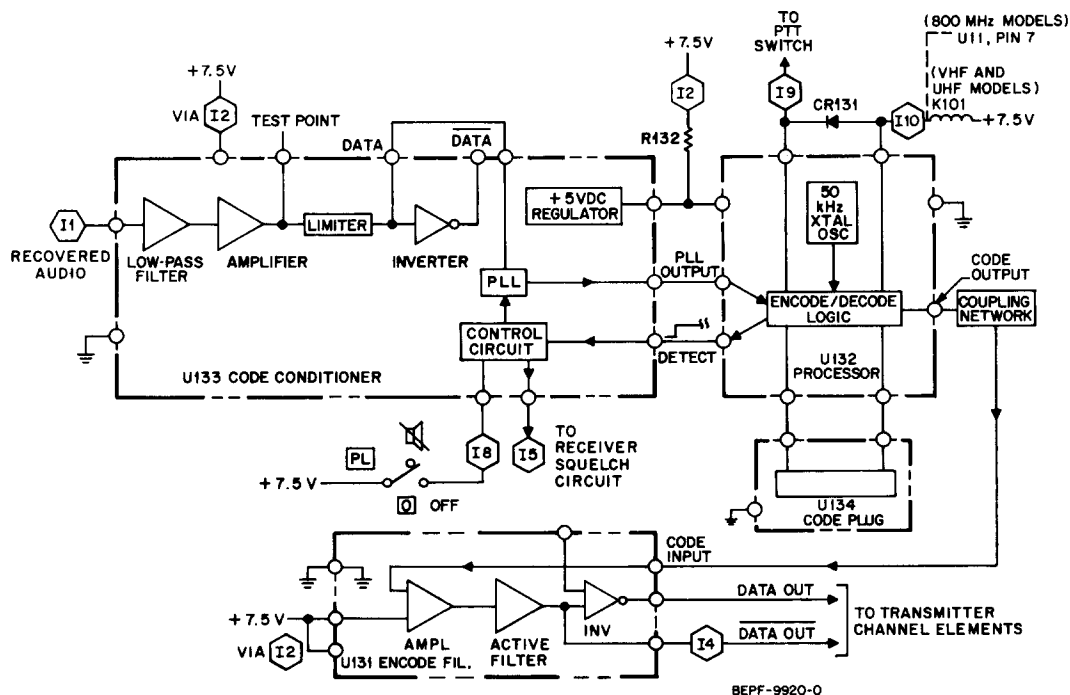 TO
PTT
SWITCH
(800 MHz MODELS)
U11, PIN 7
+7.5V
+7.5V
I2
VIA
I2
I9
(VHF AND
UHF MODELS)
K101
CR131
I10
+7.5V
TEST POINT
DATA
DATA
R132
+5VDC
REGULATOR
50
kHz
XTAL
OSC
I1
RECOVERED
AUDIO
LOW-PASS
FILTER
AMPLIFIER
LIMITER
INVERTER
PLL
PLL
OUTPUT
CODE
OUTPUT
ENCODE/DECODE
LOGIC
COUPLING
NETWORK
CONTROL
CIRCUIT
DETECT
U133 CODE CONDITIONER
U132
PROCESSOR
PL
I8
I5
TO
RECEIVER
SQUELCH
CIRCUIT
+7.5V
O OFF
U134
CODE PLUG
CODE
INPUT
DATA OUT
+7.5V
VIA I2
AMPL
ACTIVE
FILTER
INV
I4
DATA OUT
TO TRANSMITTER
CHANNEL ELEMENTS
U131 ENCODE FIL.
BEPF-9920-O